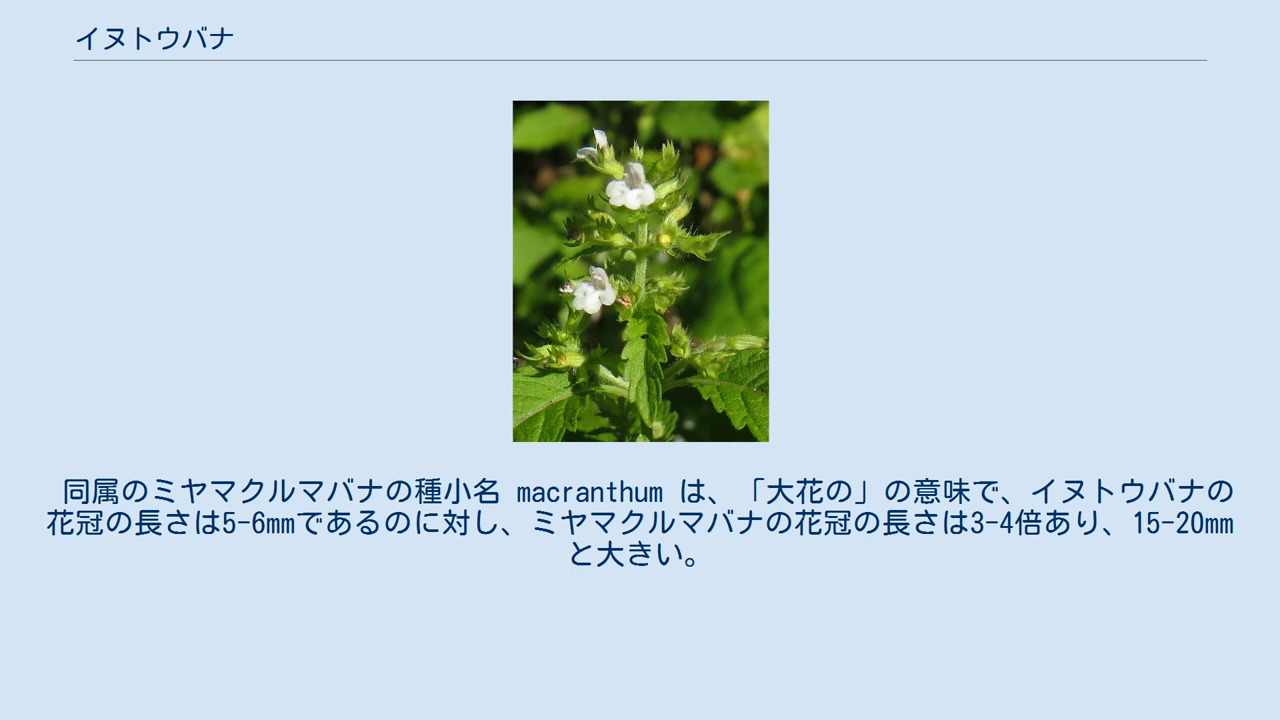 イヌトウバナ
同属のミヤマクルマバナの種小名 macranthum は、「大花の」の意味で、イヌトウバナの
花冠の長さは5-6mmであるのに対し、ミヤマクルマバナの花冠の長さは3-4倍あり、15-20mm
と大きい。